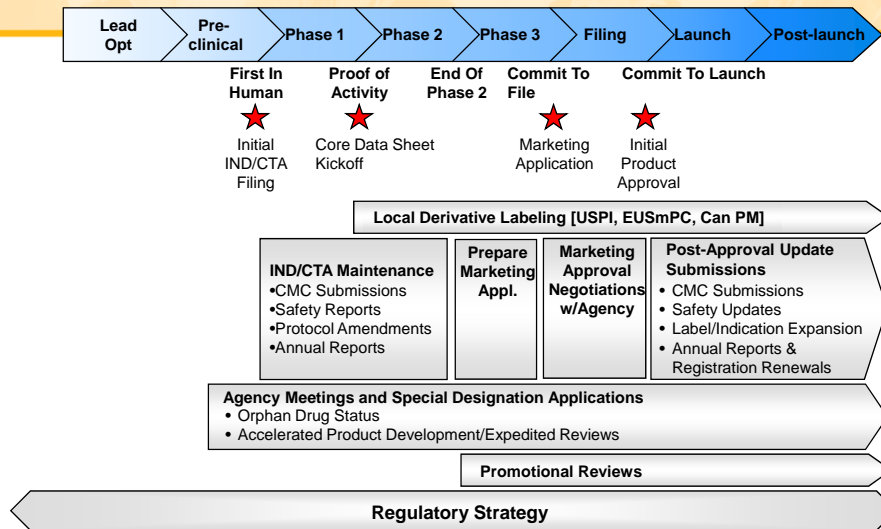 Lead
Opt
Pre-
clinical
Phase 1
Phase 2
Phase 3
Filing
Launch
Post-launch
First In
Human
Proof of
Activity
End Of
Phase 2
Commit To
File
Commit To Launch
Initial
IND/CTA
Filing
Core Data Sheet
Kickoff
Marketing
Application
Initial
Product
Approval
Local Derivative Labeling [USPI, EUSmPC, Can PM]
IND/CTA Maintenance
•CMC Submissions
•Safety Reports
•Protocol Amendments
•Annual Reports
Prepare
Marketing
Appl.
Marketing
Approval
Negotiations
w/Agency
Post-Approval Update
Submissions
• CMC Submissions
• Safety Updates
• Label/Indication Expansion
• Annual Reports &
Registration Renewals
Agency Meetings and Special Designation Applications
• Orphan Drug Status
• Accelerated Product Development/Expedited Reviews
Promotional Reviews
Regulatory Strategy